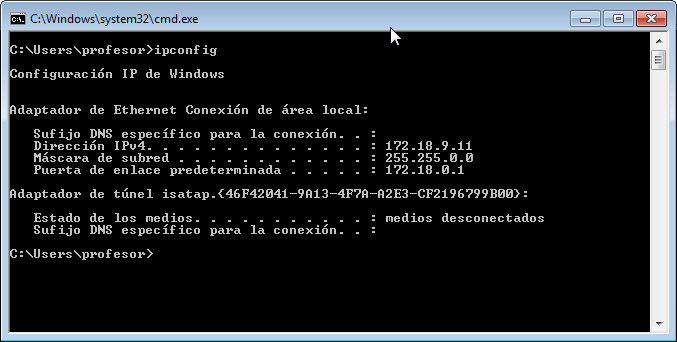 C:\Windows\system32\cmd.exe
C:\Users\profesor>ipconfig
Configuración IP de Windows
Adaptador de Ethernet Conexión de área local:
Sufijo DNS específico para la conexión. . :
Dirección IPv4. . . . . . . . . . . . . . : 172.18.9.11
Máscara de subred . . . . . . . . . . . . : 255.255.0.0
Puerta de enlace predeterminada . . . . . : 172.18.0.1
Adaptador de túnel isatap.{46F42041-9A13-4F7A-A2E3-CF2196799B00}:
Estado de los medios. . . . . . . . . . . : medios desconectados
Sufijo DNS específico para la conexión. . :
C:\Users\profesor>